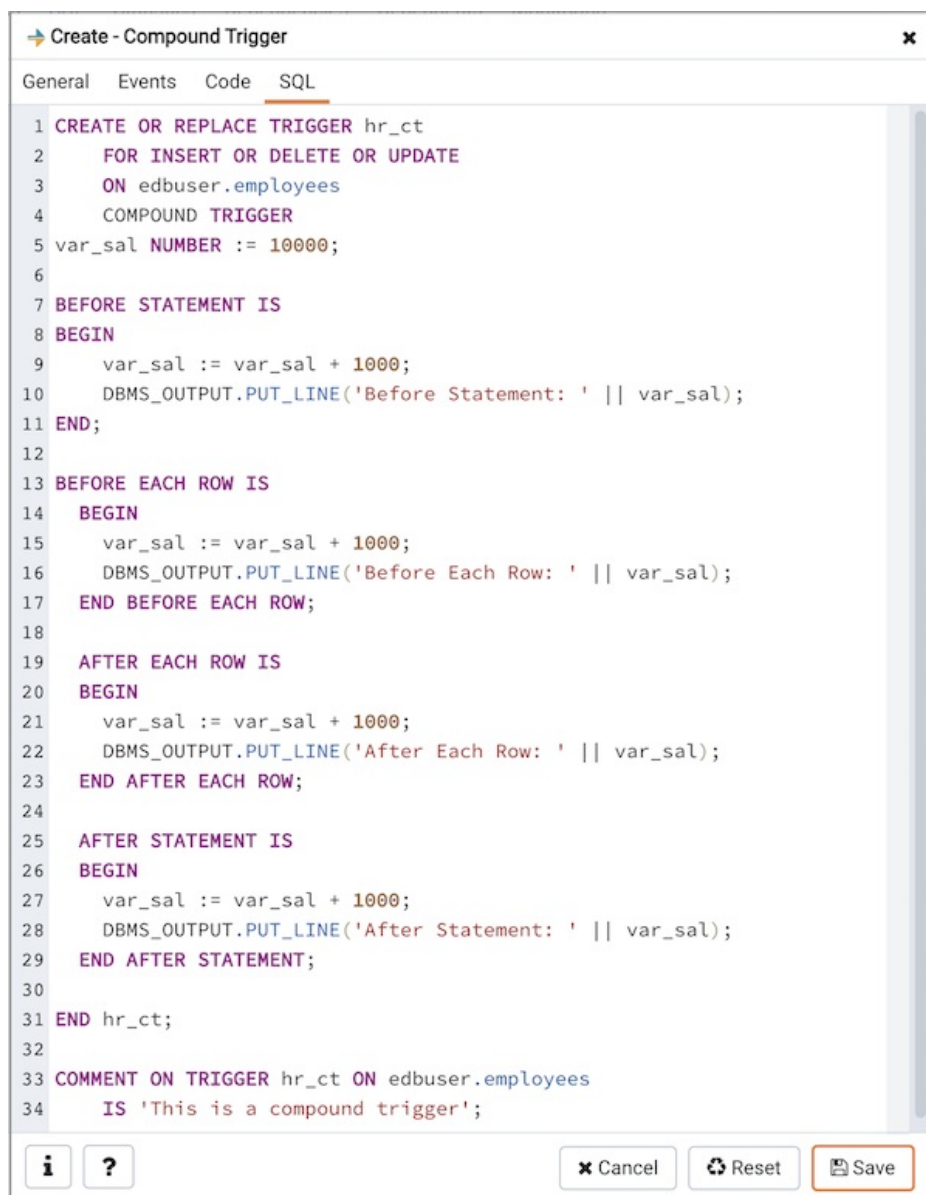 Create - Compound Trigger
General Events Code SQL
1 CREATE OR REPLACE TRIGGER hr_ct
2     FOR INSERT OR DELETE OR UPDATE
3     ON edbuser.employees
4     COMPOUND TRIGGER
5 var_sal NUMBER := 10000;
6
7 BEFORE STATEMENT IS
8 BEGIN
9     var_sal := var_sal + 1000;
10     DBMS_OUTPUT.PUT_LINE('Before Statement: ' || var_sal);
11 END;
12
13 BEFORE EACH ROW IS
14   BEGIN
15     var_sal := var_sal + 1000;
16     DBMS_OUTPUT.PUT_LINE('Before Each Row: ' || var_sal);
17   END BEFORE EACH ROW;
18
19   AFTER EACH ROW IS
20   BEGIN
21     var_sal := var_sal + 1000;
22     DBMS_OUTPUT.PUT_LINE('After Each Row: ' || var_sal);
23   END AFTER EACH ROW;
24
25   AFTER STATEMENT IS
26   BEGIN
27     var_sal := var_sal + 1000;
28     DBMS_OUTPUT.PUT_LINE('After Statement: ' || var_sal);
29   END AFTER STATEMENT;
30
31 END hr_ct;
32
33 COMMENT ON TRIGGER hr_ct ON edbuser.employees
34     IS 'This is a compound trigger';
i ? Cancel Reset Save